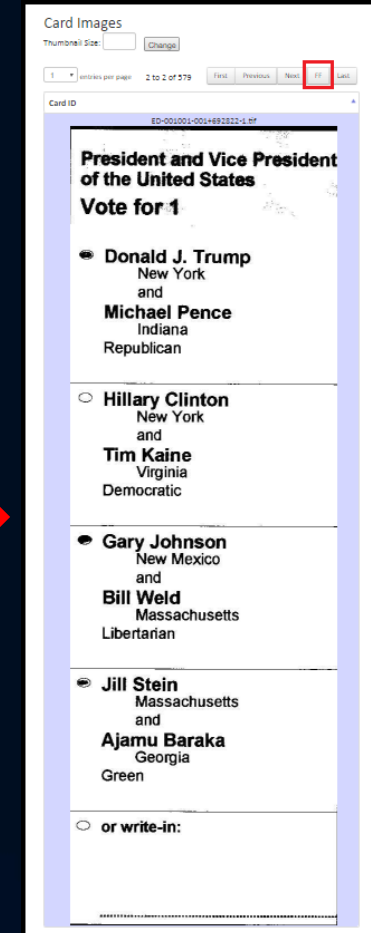 Card Images
Thumbnail Size: Change
1 entries per page 2 to 2 of 579 First Previous Next FF Last
Card ID
ED-001001-001+692822-1.tif
President and Vice President
of the United States
Vote for 1
Donald J. Trump
New York
and
Michael Pence
Indiana
Republican
Hillary Clinton
New York
and
Tim Kaine
Virginia
Democratic
Gary Johnson
New Mexico
and
Bill Weld
Massachusetts
Libertarian
Jill Stein
Massachusetts
and
Ajamu Baraka
Georgia
Green
or write-in: